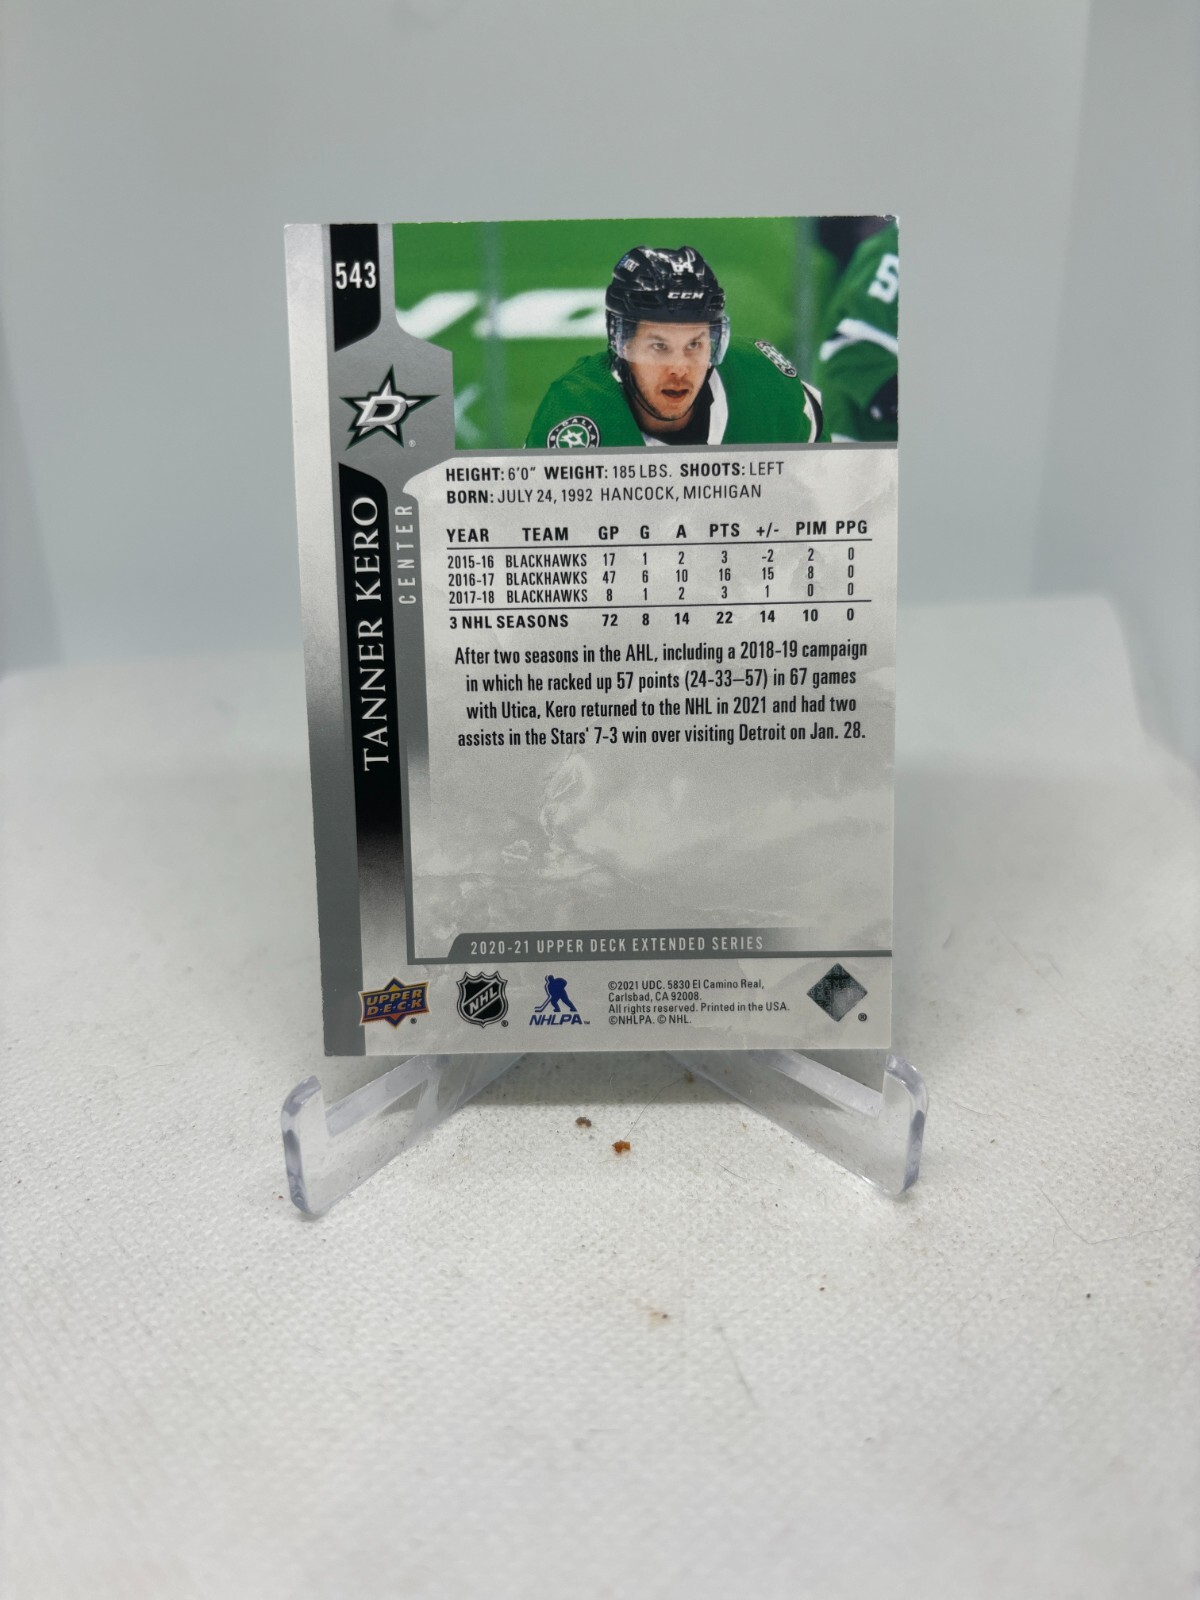 543
CCM
64
5
DALLA
D
®
TANNER KERO
CENTER
HEIGHT: 6'0" WEIGHT: 185 LBS. SHOOTS: LEFT
BORN: JULY 24, 1992 HANCOCK, MICHIGAN
YEAR TEAM GP G A PTS +/- PIM PPG
2015-16 BLACKHAWKS 17 1 2 3 -2 2 0
2016-17 BLACKHAWKS 47 6 10 16 15 8 0
2017-18 BLACKHAWKS 8 1 2 3 1 0 0
3 NHL SEASONS 72 8 14 22 14 10 0
After two seasons in the AHL, including a 2018-19 campaign
in which he racked up 57 points (24-33—57) in 67 games
with Utica, Kero returned to the NHL in 2021 and had two
assists in the Stars' 7-3 win over visiting Detroit on Jan. 28.
2020-21 UPPER DECK EXTENDED SERIES
UPPER
D·E·C·K
®
NHL
®
NHLPA™
©2021 UDC. 5830 El Camino Real,
Carlsbad, CA 92008.
All rights reserved. Printed in the USA.
©NHLPA. © NHL.
®